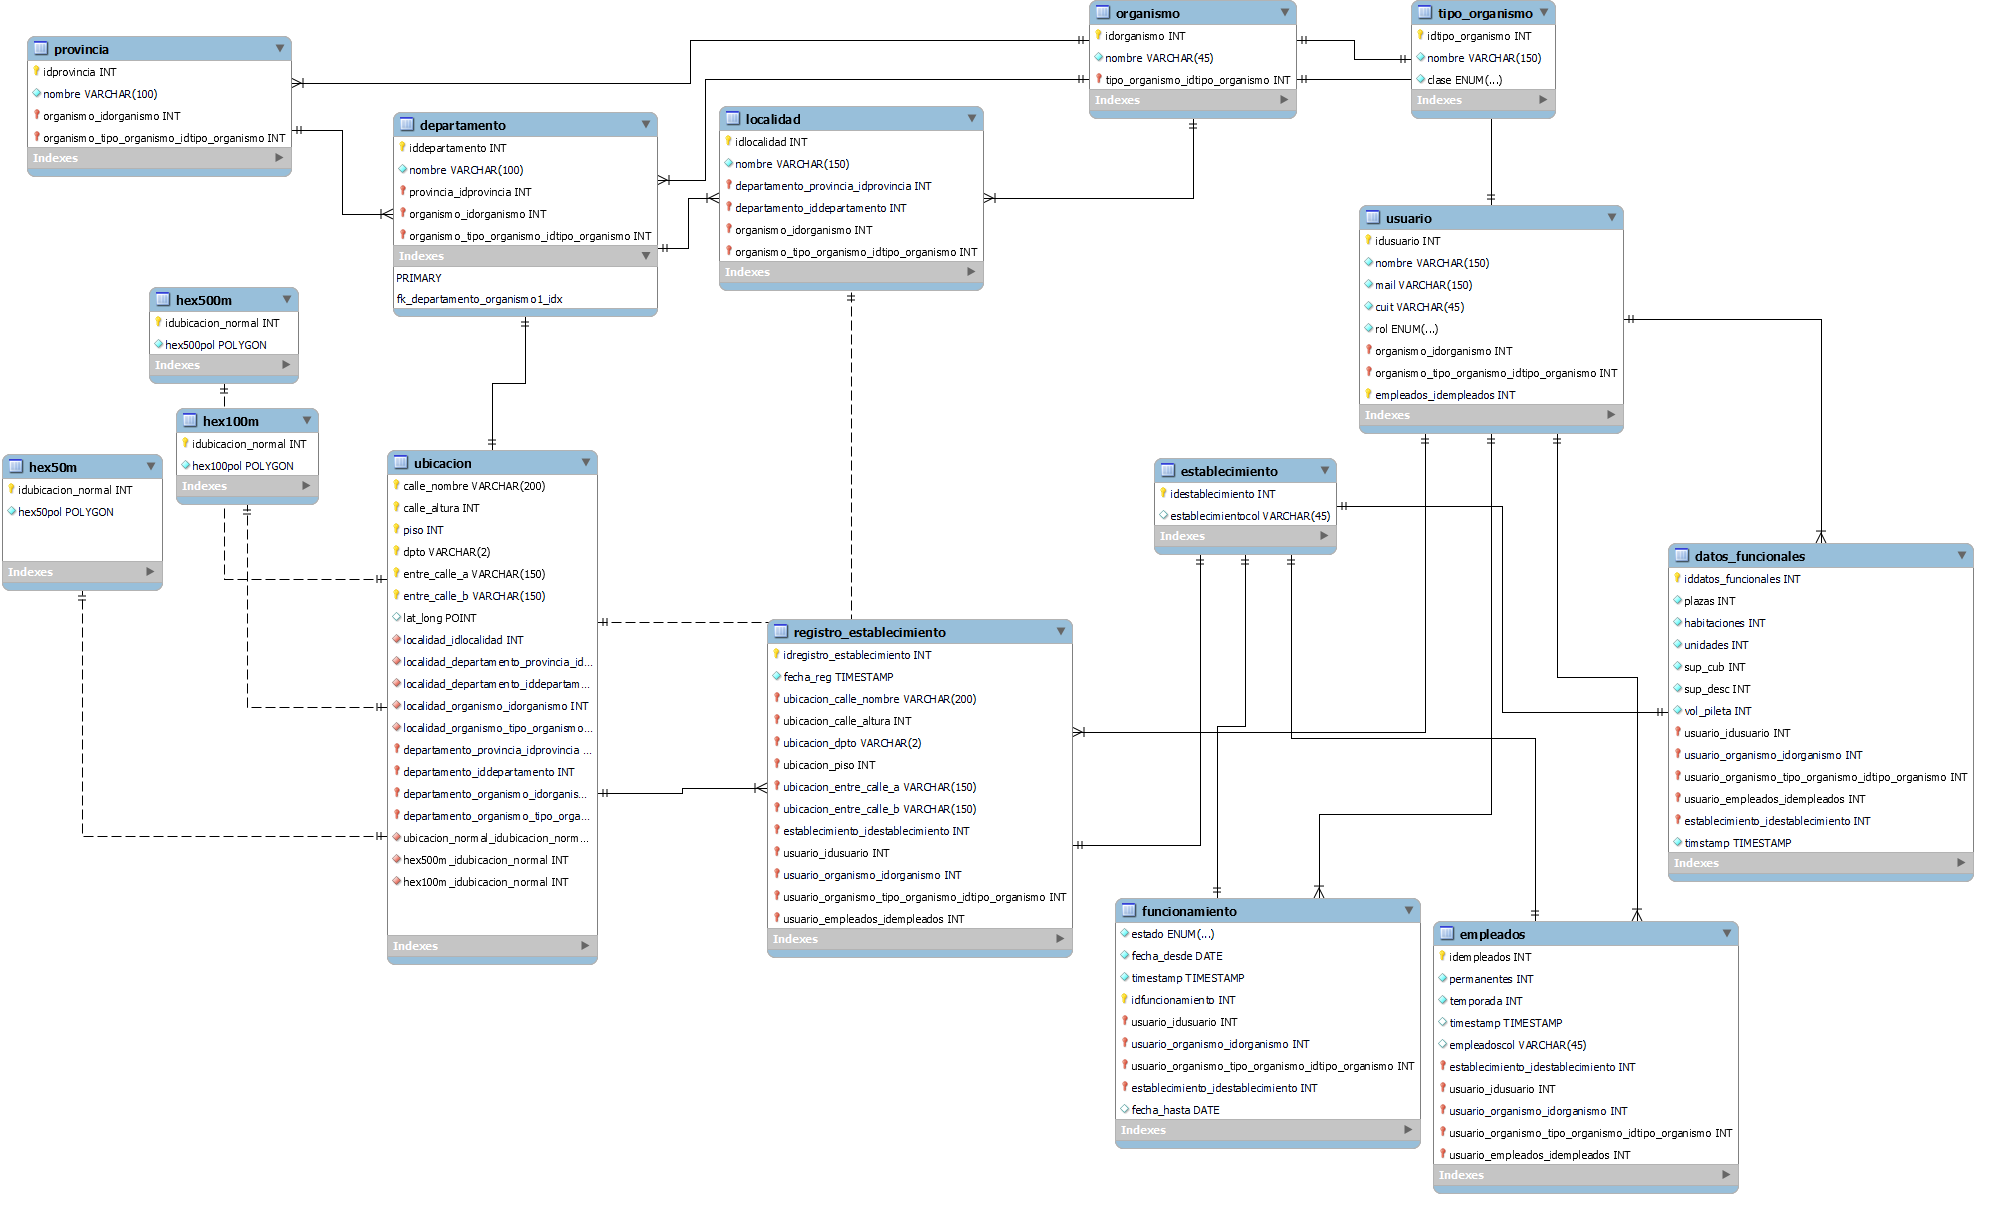 provincia
idprovincia INT
nombre VARCHAR(100)
organismo_idorganismo INT
organismo_tipo_organismo_idtipo_organismo INT
Indexes
departamento
iddepartamento INT
nombre VARCHAR(100)
provincia_idprovincia INT
organismo_idorganismo INT
organismo_tipo_organismo_idtipo_organismo INT
Indexes
PRIMARY
fk_departamento_organismo1_idx
localidad
idlocalidad INT
nombre VARCHAR(150)
departamento_provincia_idprovincia INT
departamento_iddepartamento INT
organismo_idorganismo INT
organismo_tipo_organismo_idtipo_organismo INT
Indexes
organismo
idorganismo INT
nombre VARCHAR(45)
tipo_organismo_idtipo_organismo INT
Indexes
tipo_organismo
idtipo_organismo INT
nombre VARCHAR(150)
clase ENUM(...)
Indexes
usuario
idusuario INT
nombre VARCHAR(150)
mail VARCHAR(150)
cuit VARCHAR(45)
rol ENUM(...)
organismo_idorganismo INT
organismo_tipo_organismo_idtipo_organismo INT
empleados_idempleados INT
Indexes
hex500m
idubicacion_normal INT
hex500pol POLYGON
Indexes
hex100m
idubicacion_normal INT
hex100pol POLYGON
Indexes
hex50m
idubicacion_normal INT
hex50pol POLYGON
Indexes
ubicacion
calle_nombre VARCHAR(200)
calle_altura INT
piso INT
dpto VARCHAR(2)
entre_calle_a VARCHAR(150)
entre_calle_b VARCHAR(150)
lat_long POINT
localidad_idlocalidad INT
localidad_departamento_provincia_id...
localidad_departamento_iddepartam...
localidad_organismo_idorganismo INT
localidad_organismo_tipo_organismo...
departamento_provincia_idprovincia ...
departamento_iddepartamento INT
departamento_organismo_idorganis...
departamento_organismo_tipo_orga...
ubicacion_normal_idubicacion_norm...
hex500m_idubicacion_normal INT
hex100m_idubicacion_normal INT
Indexes
registro_establecimiento
idregistro_establecimiento INT
fecha_reg TIMESTAMP
ubicacion_calle_nombre VARCHAR(200)
ubicacion_calle_altura INT
ubicacion_dpto VARCHAR(2)
ubicacion_piso INT
ubicacion_entre_calle_a VARCHAR(150)
ubicacion_entre_calle_b VARCHAR(150)
establecimiento_idestablecimiento INT
usuario_idusuario INT
usuario_organismo_idorganismo INT
usuario_organismo_tipo_organismo_idtipo_organismo INT
usuario_empleados_idempleados INT
Indexes
establecimiento
idestablecimiento INT
establecimientocol VARCHAR(45)
Indexes
datos_funcionales
iddatos_funcionales INT
plazas INT
habitaciones INT
unidades INT
sup_cub INT
sup_desc INT
vol_pileta INT
usuario_idusuario INT
usuario_organismo_idorganismo INT
usuario_organismo_tipo_organismo_idtipo_organismo INT
usuario_empleados_idempleados INT
establecimiento_idestablecimiento INT
timstamp TIMESTAMP
Indexes
funcionamiento
estado ENUM(...)
fecha_desde DATE
timestamp TIMESTAMP
idfuncionamiento INT
usuario_idusuario INT
usuario_organismo_idorganismo INT
usuario_organismo_tipo_organismo_idtipo_organismo INT
establecimiento_idestablecimiento INT
fecha_hasta DATE
Indexes
empleados
idempleados INT
permanentes INT
temporada INT
timestamp TIMESTAMP
empleadoscol VARCHAR(45)
establecimiento_idestablecimiento INT
usuario_idusuario INT
usuario_organismo_idorganismo INT
usuario_organismo_tipo_organismo_idtipo_organismo INT
usuario_empleados_idempleados INT
Indexes